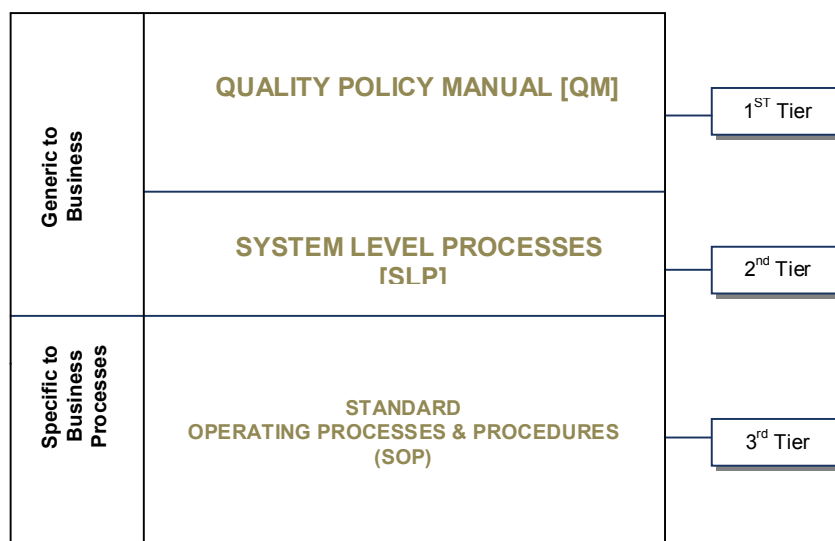 Generic to
Business
QUALITY POLICY MANUAL [QM]
1ST Tier
SYSTEM LEVEL PROCESSES
[SLP]
2nd Tier
Specific to
Business
Processes
STANDARD
OPERATING PROCESSES & PROCEDURES
(SOP)
3rd Tier